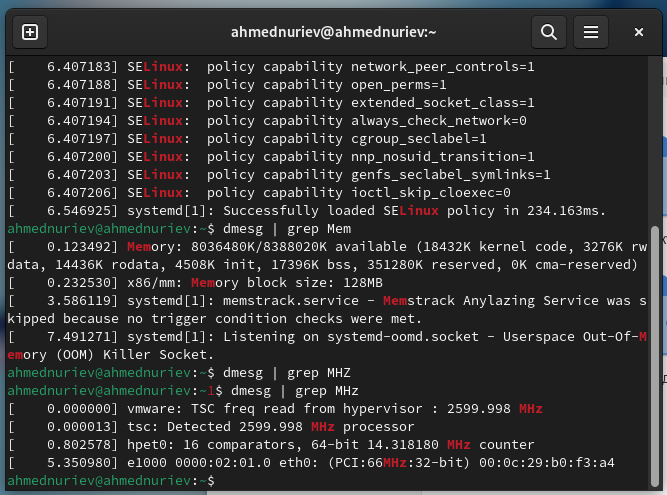 ahmednuriev@ahmednuriev:~
[    6.407183] SELinux:  policy capability network_peer_controls=1
[    6.407188] SELinux:  policy capability open_perms=1
[    6.407191] SELinux:  policy capability extended_socket_class=1
[    6.407194] SELinux:  policy capability always_check_network=0
[    6.407197] SELinux:  policy capability cgroup_seclabel=1
[    6.407200] SELinux:  policy capability nnp_nosuid_transition=1
[    6.407203] SELinux:  policy capability genfs_seclabel_symlinks=1
[    6.407206] SELinux:  policy capability ioctl_skip_cloexec=0
[    6.546925] systemd[1]: Successfully loaded SELinux policy in 234.163ms.
ahmednuriev@ahmednuriev:~$ dmesg | grep Mem
[    0.123492] Memory: 8036480K/8388020K available (18432K kernel code, 3276K rw
data, 14436K rodata, 4508K init, 17396K bss, 351280K reserved, 0K cma-reserved)
[    0.232530] x86/mm: Memory block size: 128MB
[    3.586119] systemd[1]: memstrack.service - Memstrack Anylazing Service was s
kipped because no trigger condition checks were met.
[    7.491271] systemd[1]: Listening on systemd-oomd.socket - Userspace Out-Of-M
emory (OOM) Killer Socket.
ahmednuriev@ahmednuriev:~$ dmesg | grep MHZ
ahmednuriev@ahmednuriev:~1$ dmesg | grep MHz
[    0.000000] vmware: TSC freq read from hypervisor : 2599.998 MHz
[    0.000013] tsc: Detected 2599.998 MHz processor
[    0.802578] hpet0: 16 comparators, 64-bit 14.318180 MHz counter
[    5.350980] e1000 0000:02:01.0 eth0: (PCI:66MHz:32-bit) 00:0c:29:b0:f3:a4
ahmednuriev@ahmednuriev:~$